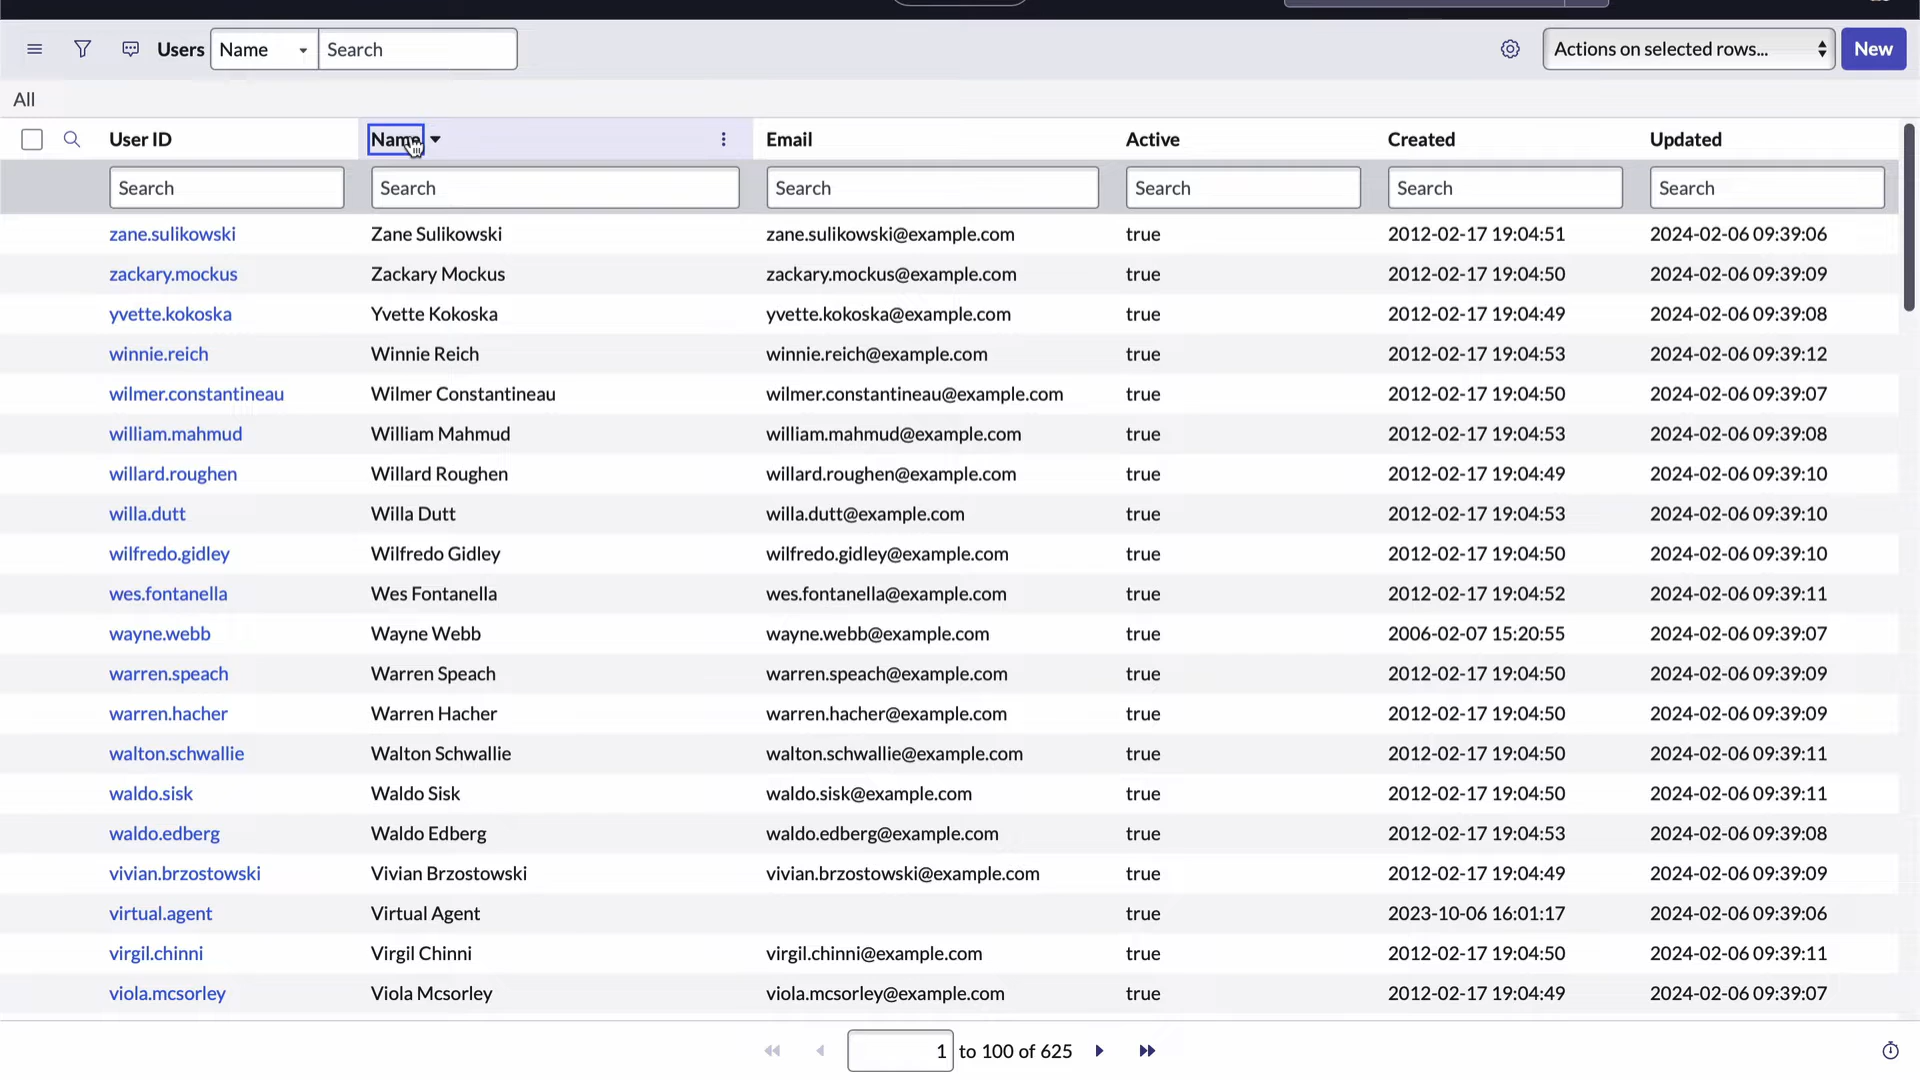 Users Name Search Actions on selected rows... New
All
User ID Name Email Active Created Updated
Search Search Search Search Search Search
zane.sulikowski Zane Sulikowski zane.sulikowski@example.com true 2012-02-17 19:04:51 2024-02-06 09:39:06
zackary.mockus Zackary Mockus zackary.mockus@example.com true 2012-02-17 19:04:50 2024-02-06 09:39:09
yvette.kokoska Yvette Kokoska yvette.kokoska@example.com true 2012-02-17 19:04:49 2024-02-06 09:39:08
winnie.reich Winnie Reich winnie.reich@example.com true 2012-02-17 19:04:53 2024-02-06 09:39:12
wilmer.constantineau Wilmer Constantineau wilmer.constantineau@example.com true 2012-02-17 19:04:50 2024-02-06 09:39:07
william.mahmud William Mahmud william.mahmud@example.com true 2012-02-17 19:04:53 2024-02-06 09:39:08
willard.roughen Willard Roughen willard.roughen@example.com true 2012-02-17 19:04:49 2024-02-06 09:39:10
willa.dutt Willa Dutt willa.dutt@example.com true 2012-02-17 19:04:53 2024-02-06 09:39:10
wilfredo.gidley Wilfredo Gidley wilfredo.gidley@example.com true 2012-02-17 19:04:50 2024-02-06 09:39:10
wes.fontanella Wes Fontanella wes.fontanella@example.com true 2012-02-17 19:04:52 2024-02-06 09:39:11
wayne.webb Wayne Webb wayne.webb@example.com true 2006-02-07 15:20:55 2024-02-06 09:39:07
warren.speach Warren Speach warren.speach@example.com true 2012-02-17 19:04:50 2024-02-06 09:39:09
warren.hacher Warren Hacher warren.hacher@example.com true 2012-02-17 19:04:50 2024-02-06 09:39:09
walton.schwallie Walton Schwallie walton.schwallie@example.com true 2012-02-17 19:04:50 2024-02-06 09:39:11
waldo.sisk Waldo Sisk waldo.sisk@example.com true 2012-02-17 19:04:50 2024-02-06 09:39:11
waldo.edberg Waldo Edberg waldo.edberg@example.com true 2012-02-17 19:04:53 2024-02-06 09:39:08
vivian.brzostowski Vivian Brzostowski vivian.brzostowski@example.com true 2012-02-17 19:04:49 2024-02-06 09:39:09
virtual.agent Virtual Agent true 2023-10-06 16:01:17 2024-02-06 09:39:06
virgil.chinni Virgil Chinni virgil.chinni@example.com true 2012-02-17 19:04:50 2024-02-06 09:39:11
viola.mcsorley Viola Mcsorley viola.mcsorley@example.com true 2012-02-17 19:04:49 2024-02-06 09:39:07
1 to 100 of 625